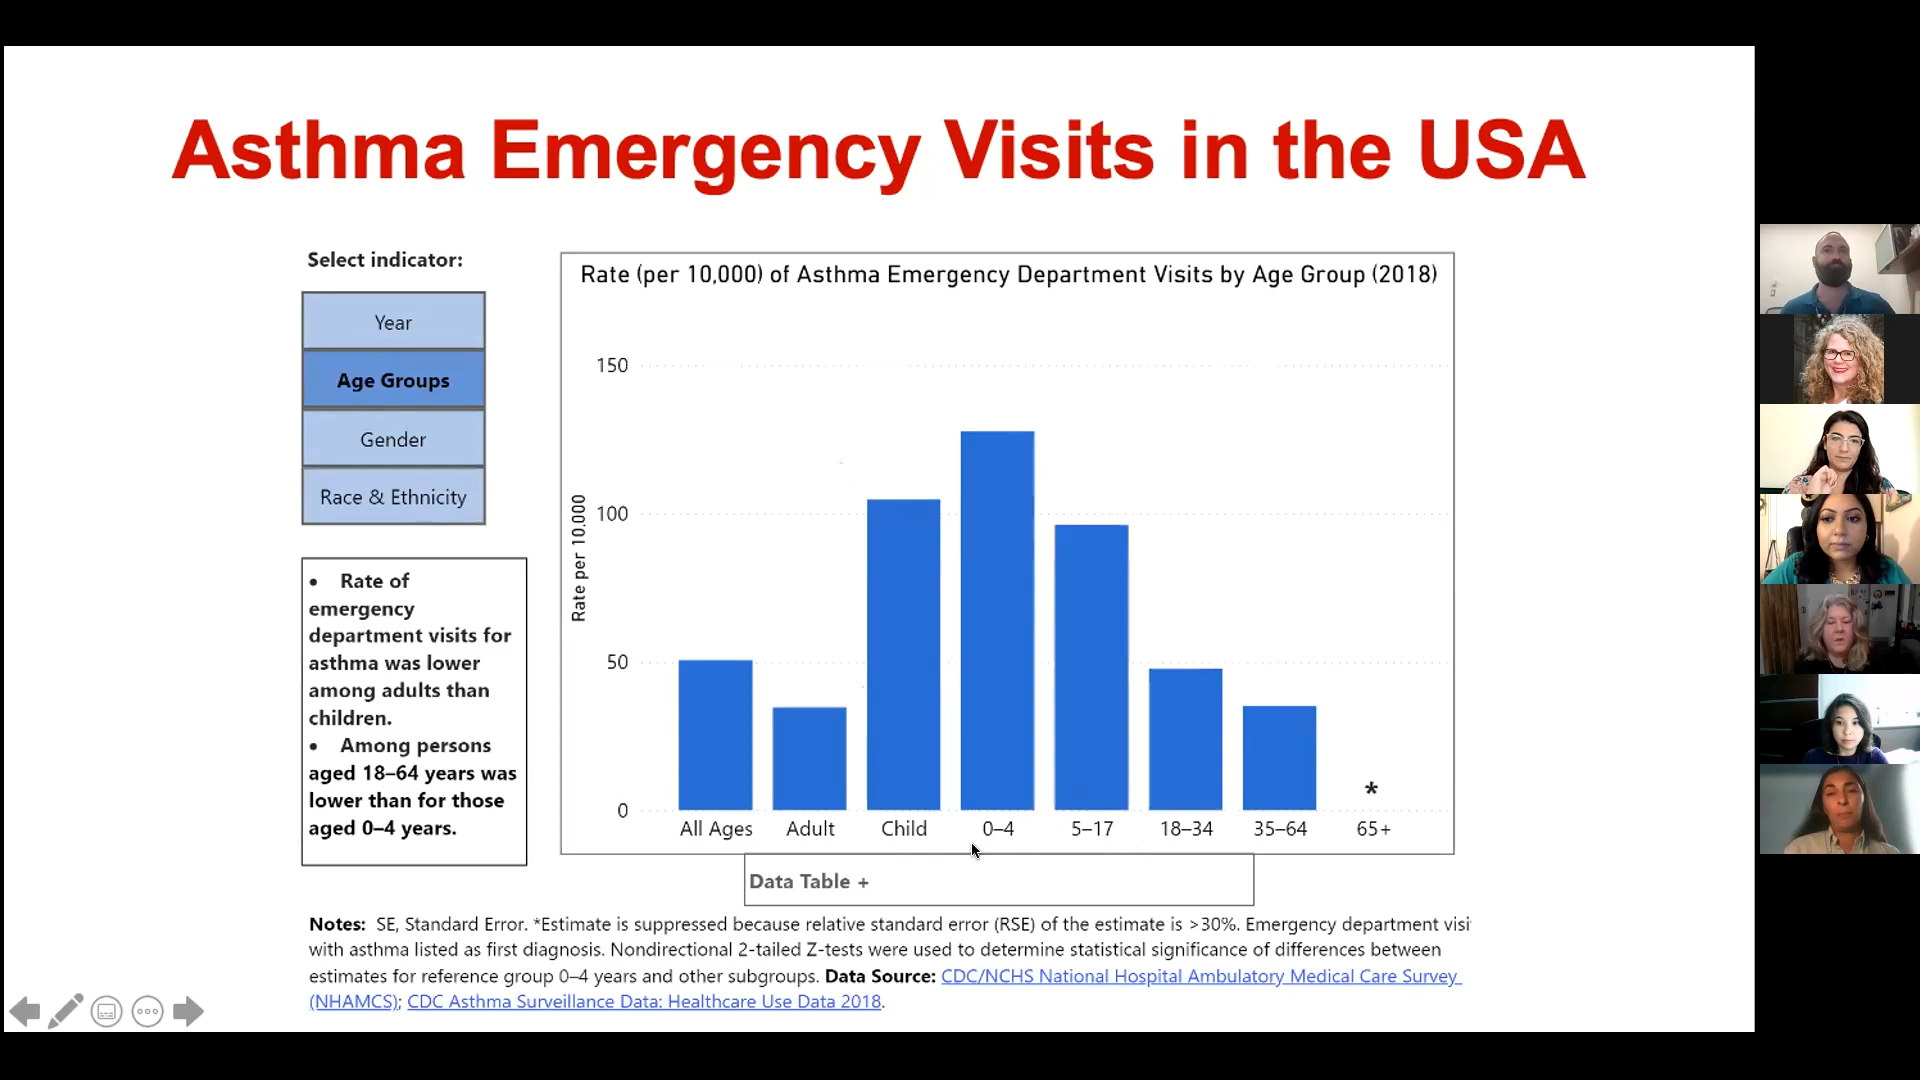 Asthma Emergency Visits in the USA
Select indicator:
Year
Age Groups
Gender
Race & Ethnicity
• Rate of
emergency
department visits for
asthma was lower
among adults than
children.
• Among persons
aged 18–64 years was
lower than for those
aged 0–4 years.
Rate (per 10,000) of Asthma Emergency Department Visits by Age Group (2018)
Rate per 10.000
150
100
50
0
*
All Ages Adult Child 0–4 5–17 18–34 35–64 65+
Data Table +
Notes: SE, Standard Error. *Estimate is suppressed because relative standard error (RSE) of the estimate is >30%. Emergency department visi
with asthma listed as first diagnosis. Nondirectional 2-tailed Z-tests were used to determine statistical significance of differences between
estimates for reference group 0–4 years and other subgroups. Data Source: CDC/NCHS National Hospital Ambulatory Medical Care Survey
(NHAMCS); CDC Asthma Surveillance Data: Healthcare Use Data 2018.